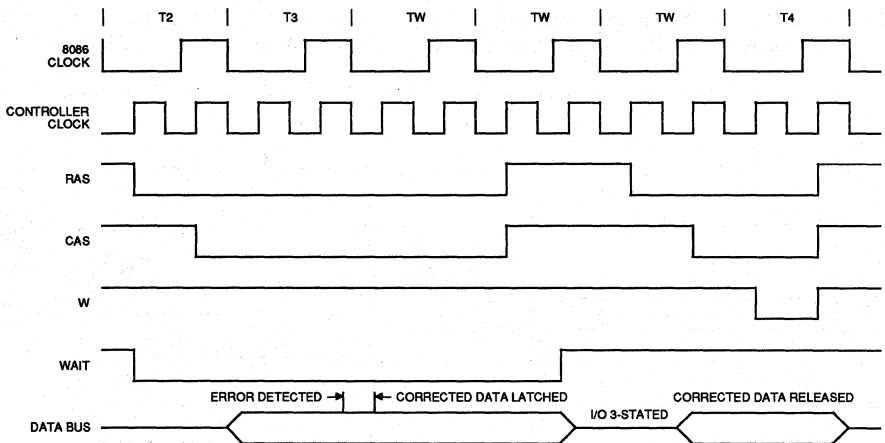 T2 T3 TW TW TW T4
8086
CLOCK
CONTROLLER
CLOCK
RAS
CAS
W
WAIT
ERROR DETECTED CORRECTED DATA LATCHED
I/O 3-STATED
CORRECTED DATA RELEASED
DATA BUS